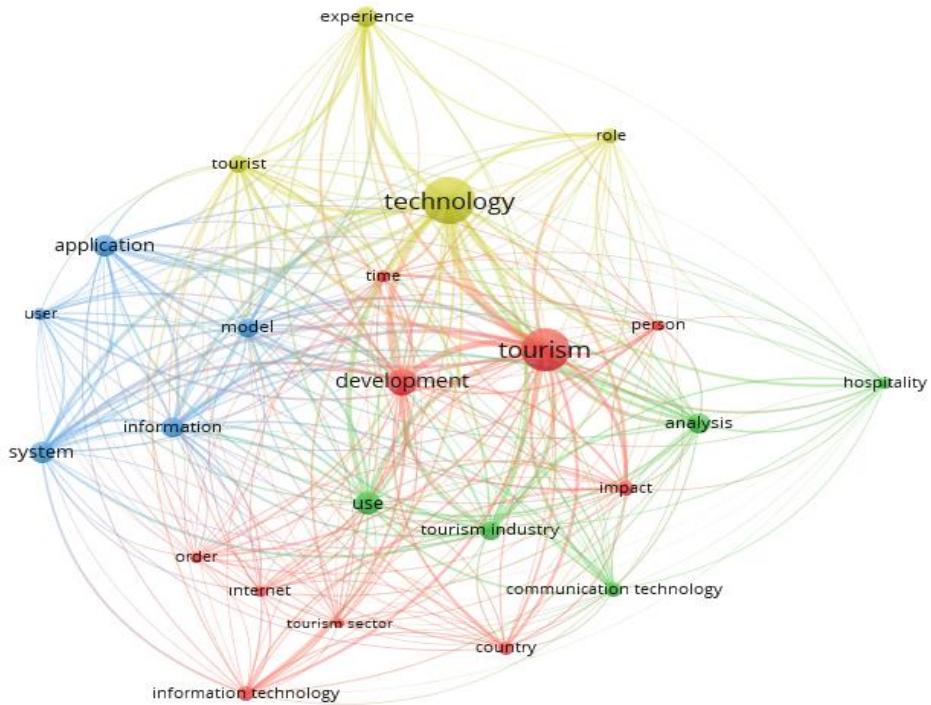 experience
role
tourist
technology
application
time
user
model
person
tourism
development
hospitality
analysis
information
system
impact
use
tourism industry
order
internet
communication technology
tourism sector
country
information technology